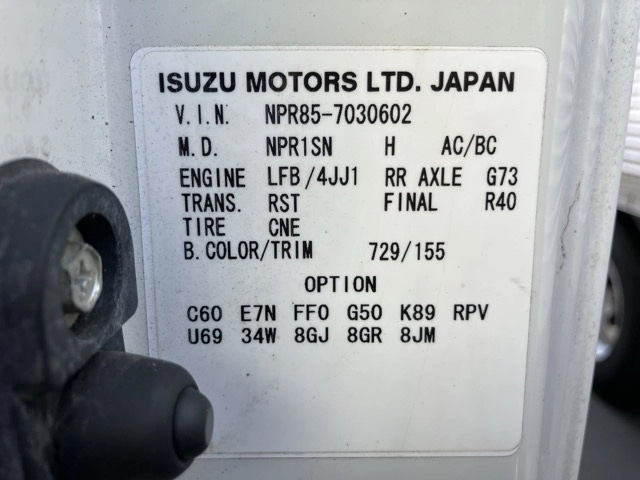 ISUZU MOTORS LTD. JAPAN
V.I.N. NPR85-7030602
M.D. NPR1SN H AC/BC
ENGINE LFB/4JJ1 RR AXLE G73
TRANS. RST FINAL R40
TIRE CNE
B.COLOR/TRIM 729/155
OPTION
C60 E7N FF0 G50 K89 RPV
U69 34W 8GJ 8GR 8JM